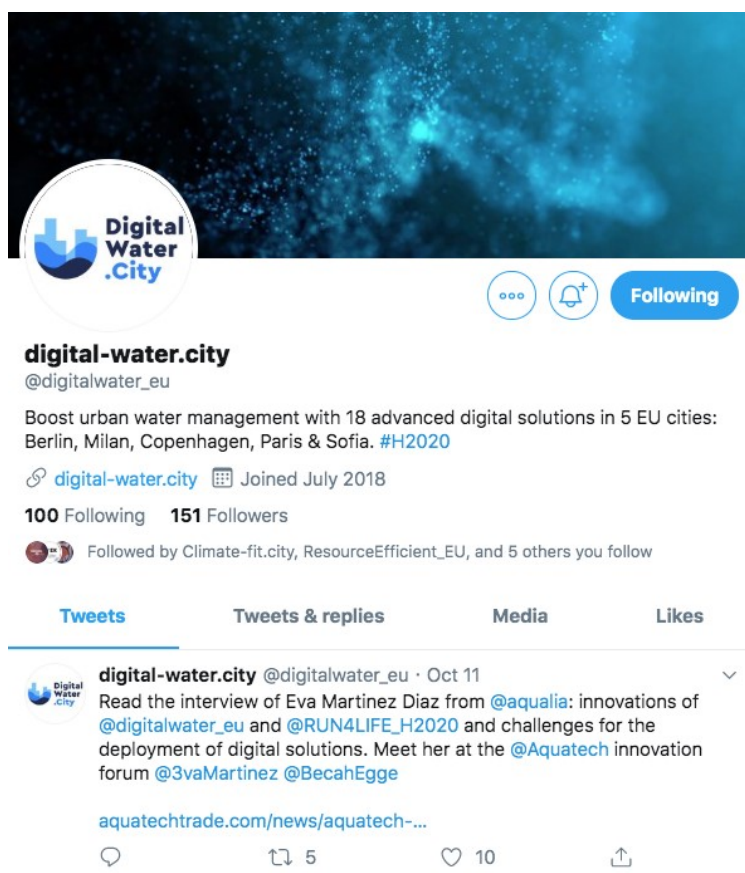 Digital
Water
.City
ooo
Following
digital-water.city
@digitalwater_eu
Boost urban water management with 18 advanced digital solutions in 5 EU cities:
Berlin, Milan, Copenhagen, Paris & Sofia. #H2020
digital-water.city Joined July 2018
100 Following 151 Followers
Followed by Climate-fit.city, ResourceEfficient_EU, and 5 others you follow
Tweets Tweets & replies Media Likes
digital-water.city @digitalwater_eu · Oct 11
Digital
Water
.City
Read the interview of Eva Martinez Diaz from @aqualia: innovations of
@digitalwater_eu and @RUN4LIFE_H2020 and challenges for the
deployment of digital solutions. Meet her at the @Aquatech innovation
forum @3vaMartinez @BecahEgge
aquatechtrade.com/news/aquatech-...
5 10